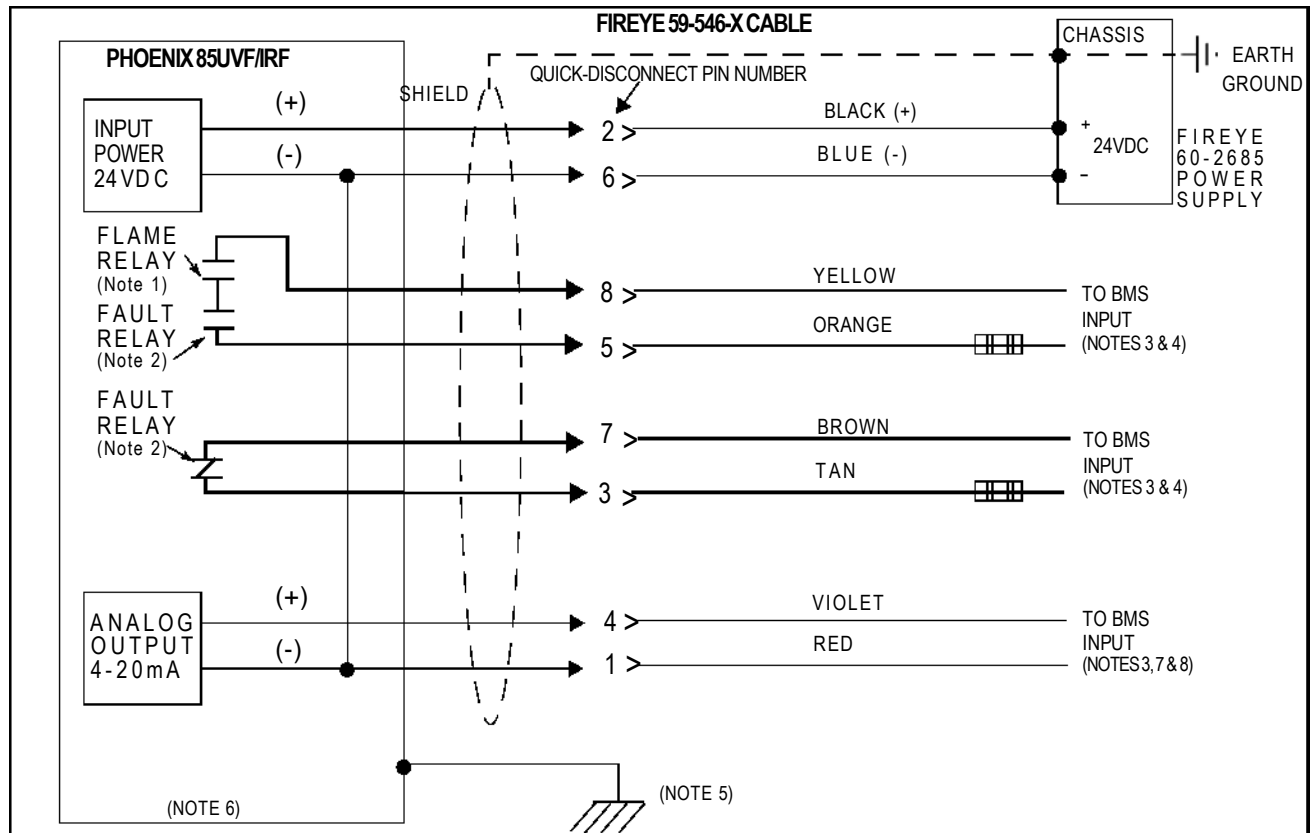 FIREYE 59-546-X CABLE
PHOENIX 85UVF/IRF
CHASSIS
EARTH
GROUND
QUICK-DISCONNECT PIN NUMBER
SHIELD
INPUT
POWER
24VDC
(+)
(-)
2
6
BLACK (+)
BLUE (-)
+
24VDC
-
FIREYE
60-2685
POWER
SUPPLY
FLAME
RELAY
(Note 1)
FAULT
RELAY
(Note 2)
8
5
YELLOW
ORANGE
TO BMS
INPUT
(NOTES 3 & 4)
FAULT
RELAY
(Note 2)
7
3
BROWN
TAN
TO BMS
INPUT
(NOTES 3 & 4)
ANALOG
OUTPUT
4-20mA
(+)
(-)
4
1
VIOLET
RED
TO BMS
INPUT
(NOTES 3,7 & 8)
(NOTE 5)
(NOTE 6)